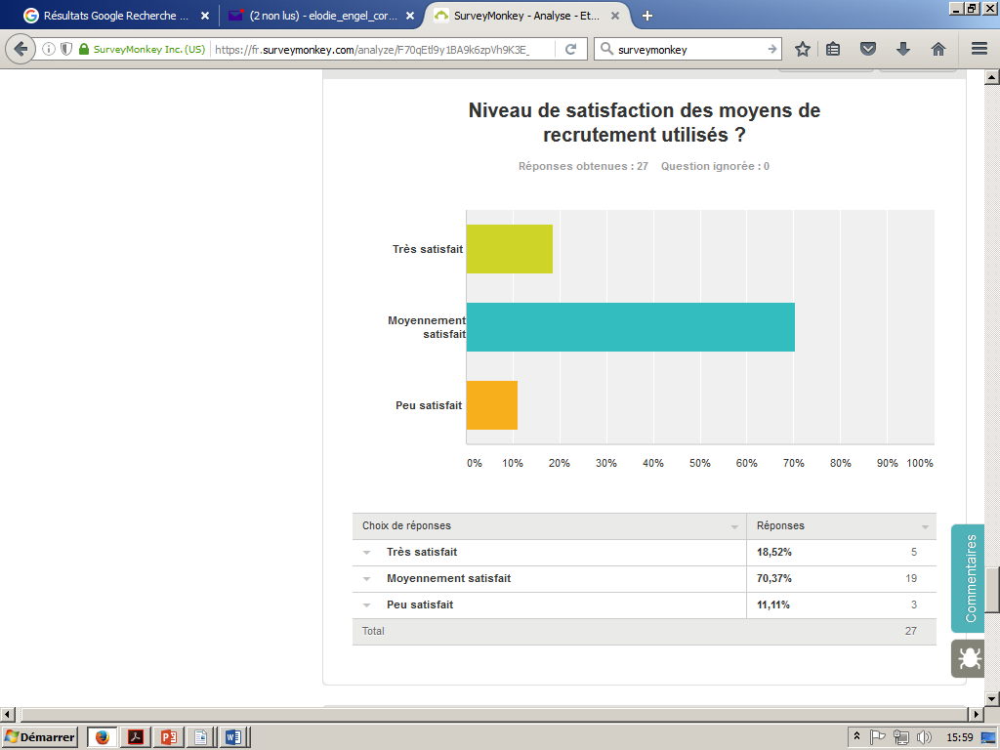 Résultats Google Recherche ...
(2 non lus) - elodie_engel_cor...
SurveyMonkey - Analyse - Et...
SurveyMonkey Inc. (US)
https://fr.surveymonkey.com/analyze/F70qEtl9y1BA9k6zpVh9K3E_
surveymonkey
Niveau de satisfaction des moyens de
recrutement utilisés ?
Réponses obtenues : 27 Question ignorée : 0
Très satisfait
Moyennement
satisfait
Peu satisfait
0% 10% 20% 30% 40% 50% 60% 70% 80% 90% 100%
Choix de réponses Réponses
Très satisfait 18,52% 5
Moyennement satisfait 70,37% 19
Peu satisfait 11,11% 3
Total 27
Commentaires
Démarrer
15:59